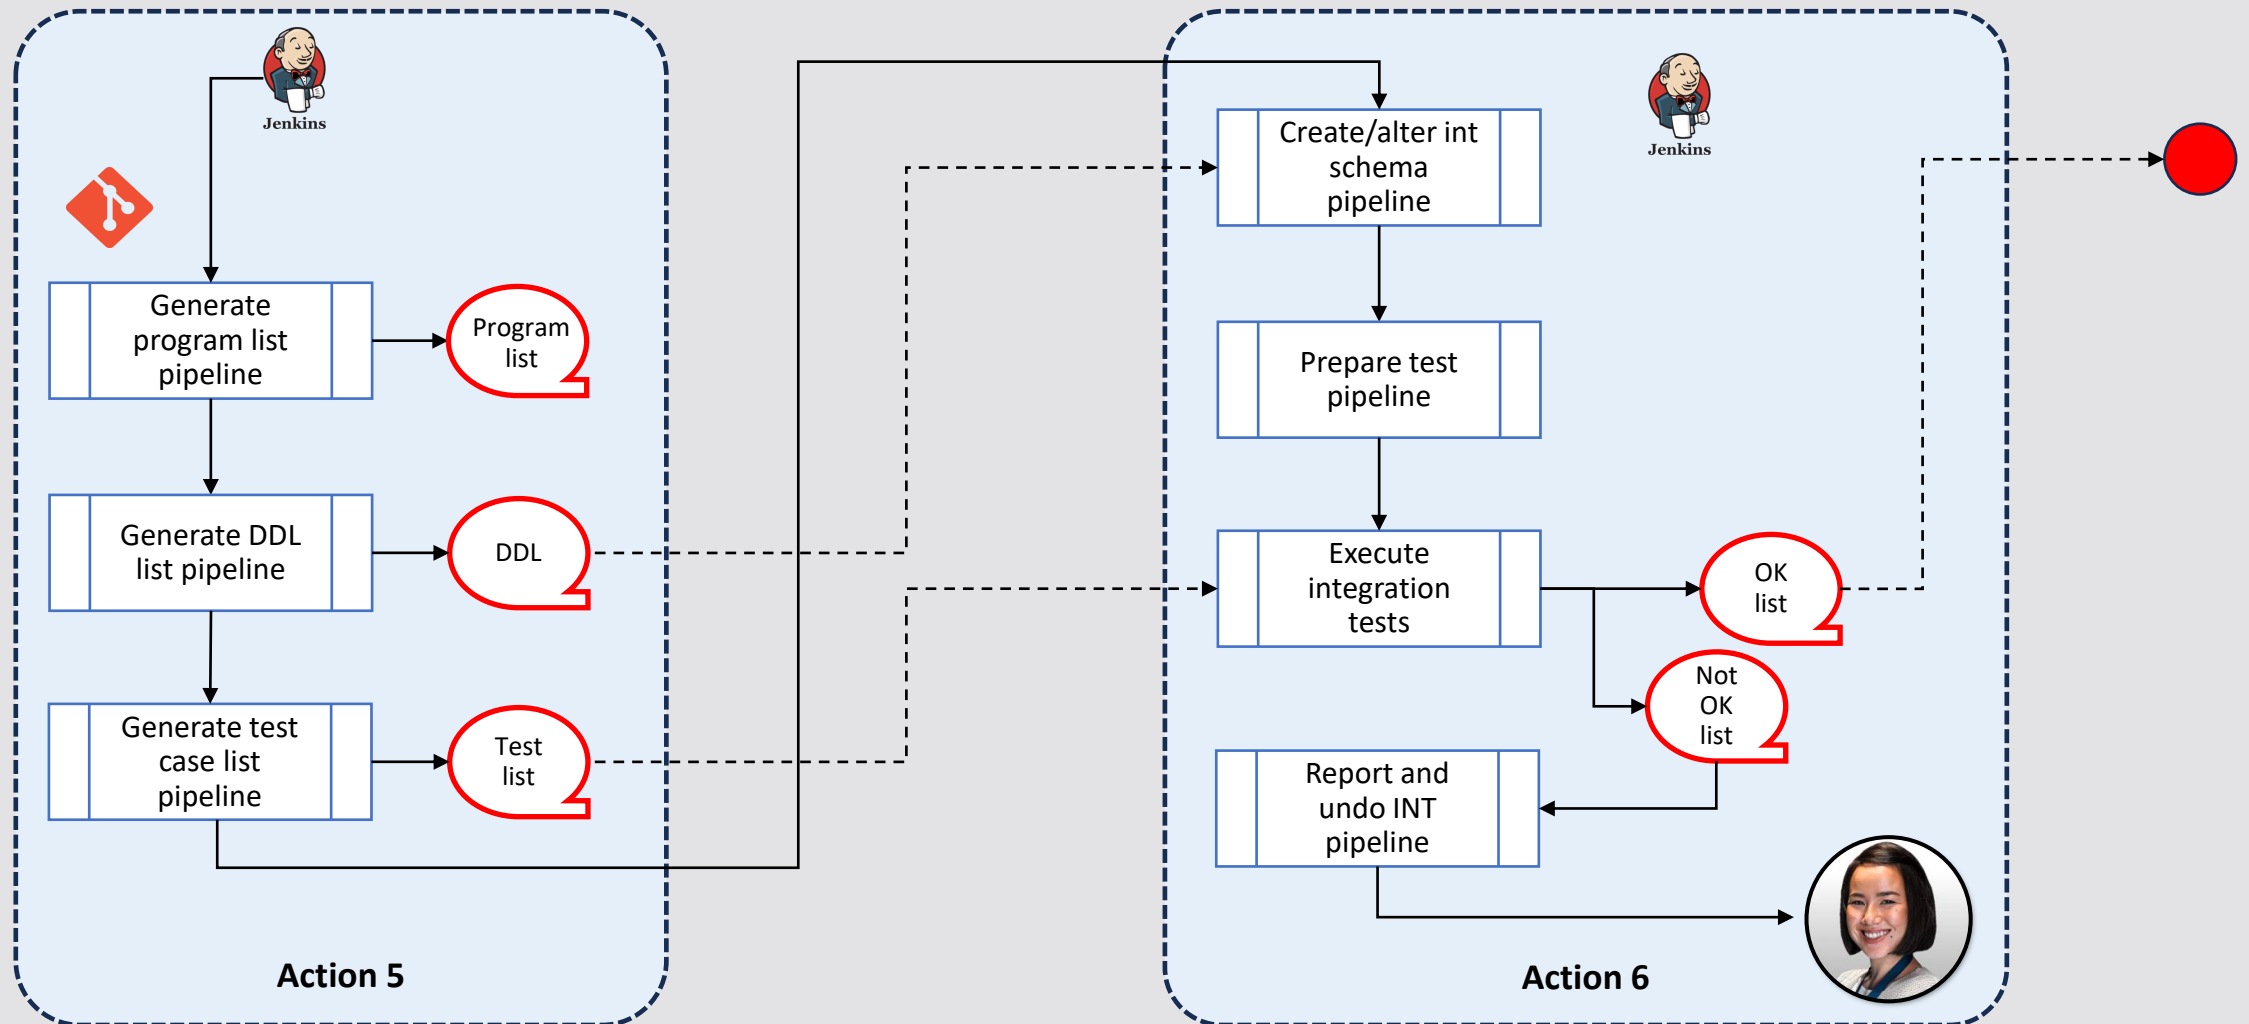 Jenkins
Generate
program list
pipeline
Program
list
Generate DDL
list pipeline
DDL
Generate test
case list
pipeline
Test
list
Action 5
Jenkins
Create/alter int
schema
pipeline
Prepare test
pipeline
Execute
integration
tests
OK
list
Not
OK
list
Report and
undo INT
pipeline
Action 6